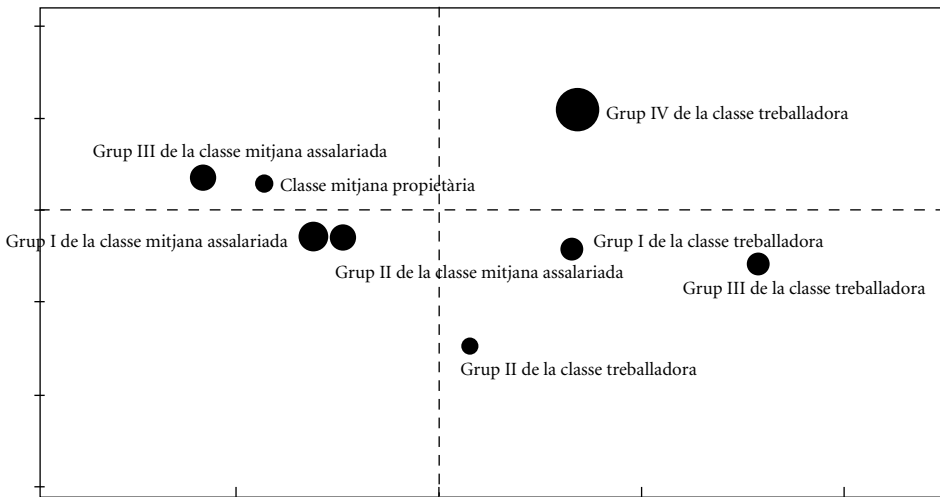 Grup IV de la classe treballadora
Grup III de la classe mitjana assalariada
Classe mitjana propietària
Grup I de la classe mitjana assalariada
Grup I de la classe treballadora
Grup II de la classe mitjana assalariada
Grup III de la classe treballadora
Grup II de la classe treballadora